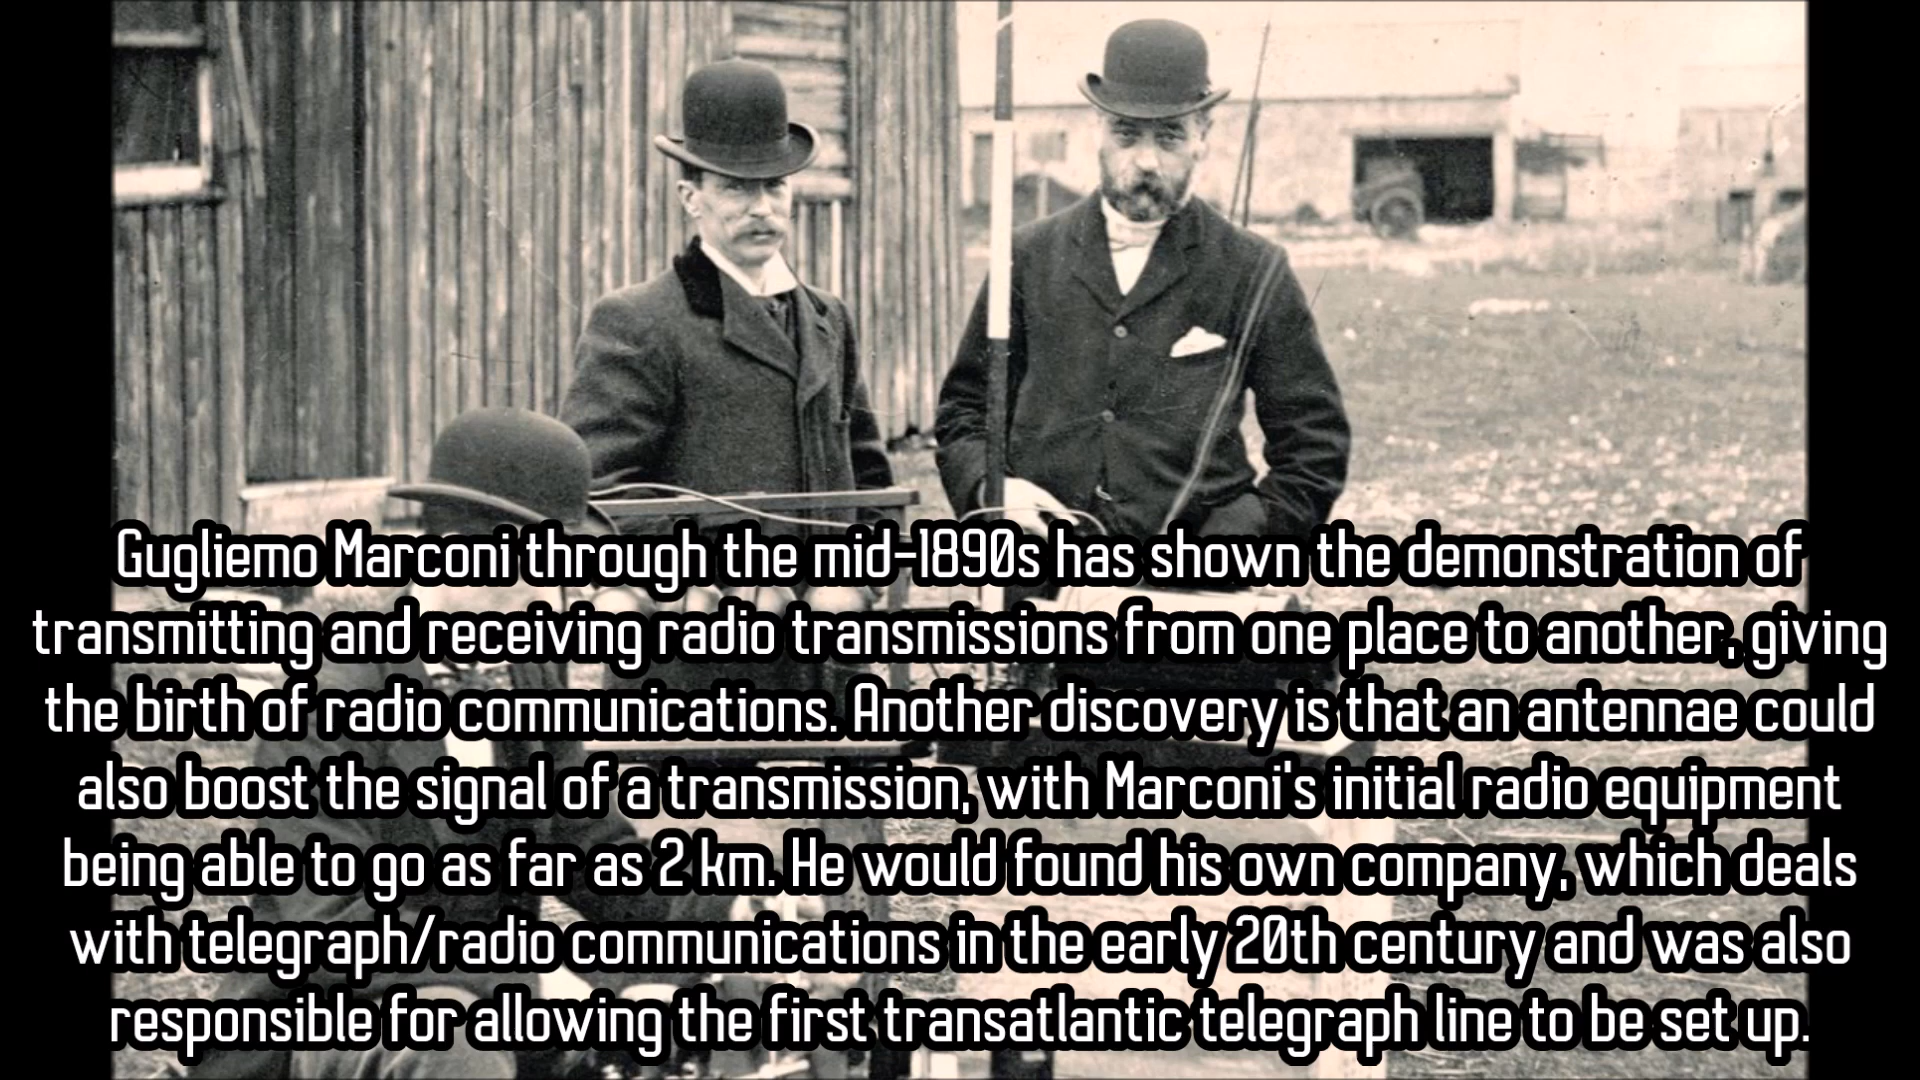 Gugliemo Marconi through the mid-1890s has shown the demonstration of
transmitting and receiving radio transmissions from one place to another, giving
the birth of radio communications. Another discovery is that an antennae could
also boost the signal of a transmission, with Marconi's initial radio equipment
being able to go as far as 2 km. He would found his own company, which deals
with telegraph/radio communications in the early 20th century and was also
responsible for allowing the first transatlantic telegraph line to be set up.